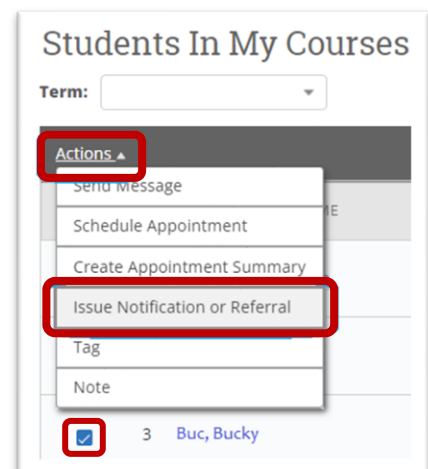 Students In My Courses
Term:
Actions
Send Message
Schedule Appointment
Create Appointment Summary
Issue Notification or Referral
Tag
Note
3 Buc, Bucky